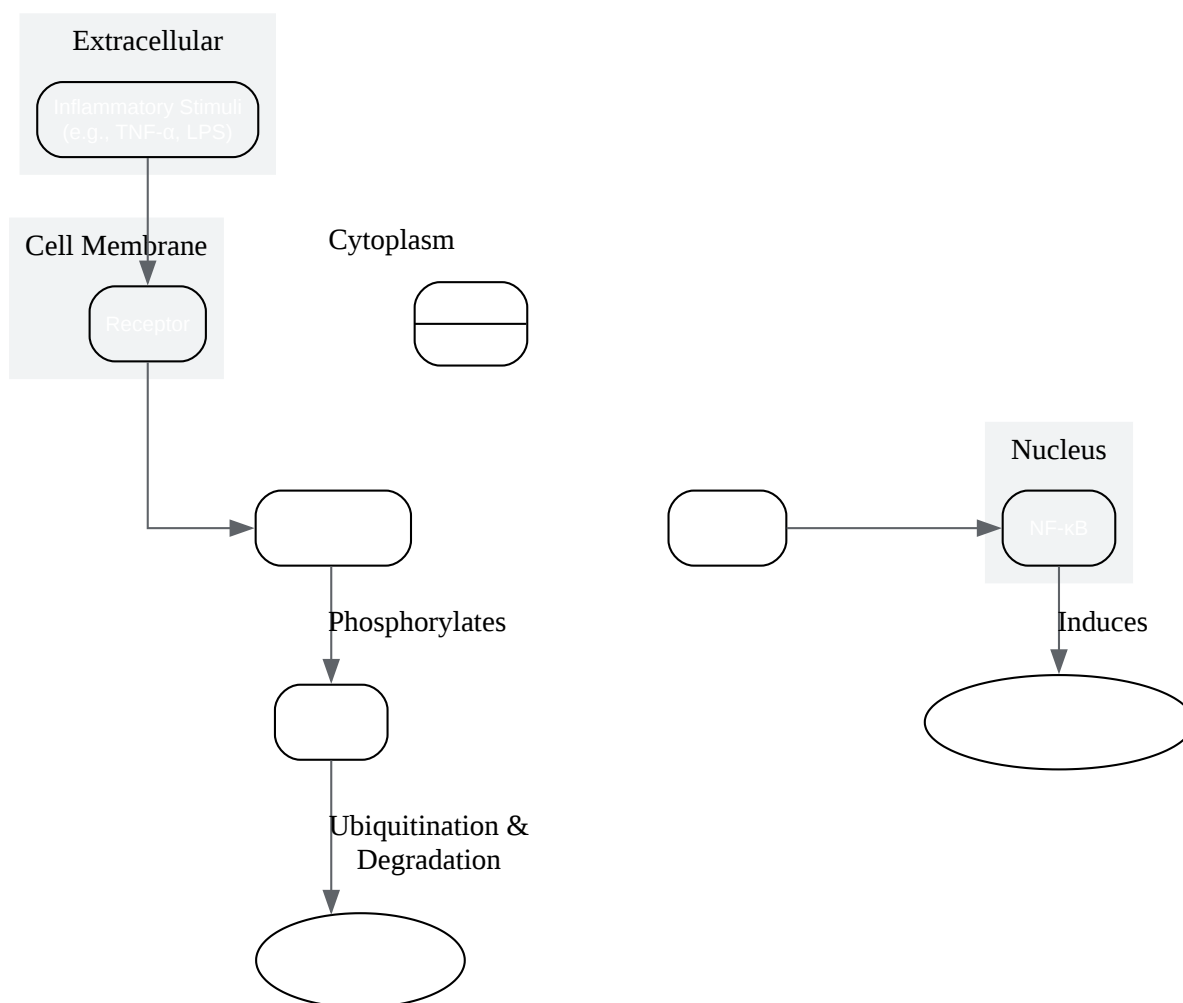 Extracellular
Inflammatory Stimuli
(e.g., TNF-α, LPS)
Cell Membrane
Cytoplasm
Receptor
Nucleus
NF-κB
Phosphorylates
Induces
Ubiquitination &
Degradation